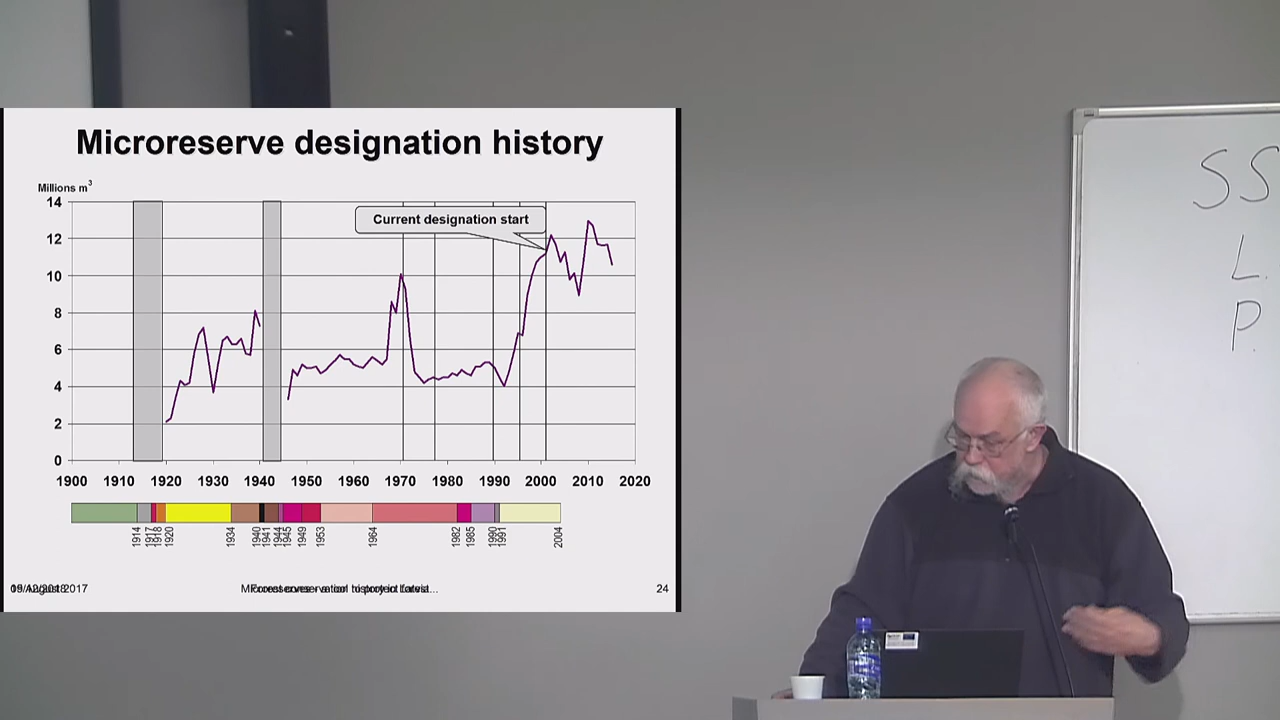 Microreserve designation history
Millions m³
14
12
10
8
6
4
2
0
Current designation start
1900 1910 1920 1930 1940 1950 1960 1970 1980 1990 2000 2010 2020
1914 1917 1918 1920 1934 1940 1941 1944 1945 1949 1953 1964 1982 1985 1990 1991 2004
24
S S
L.
P.